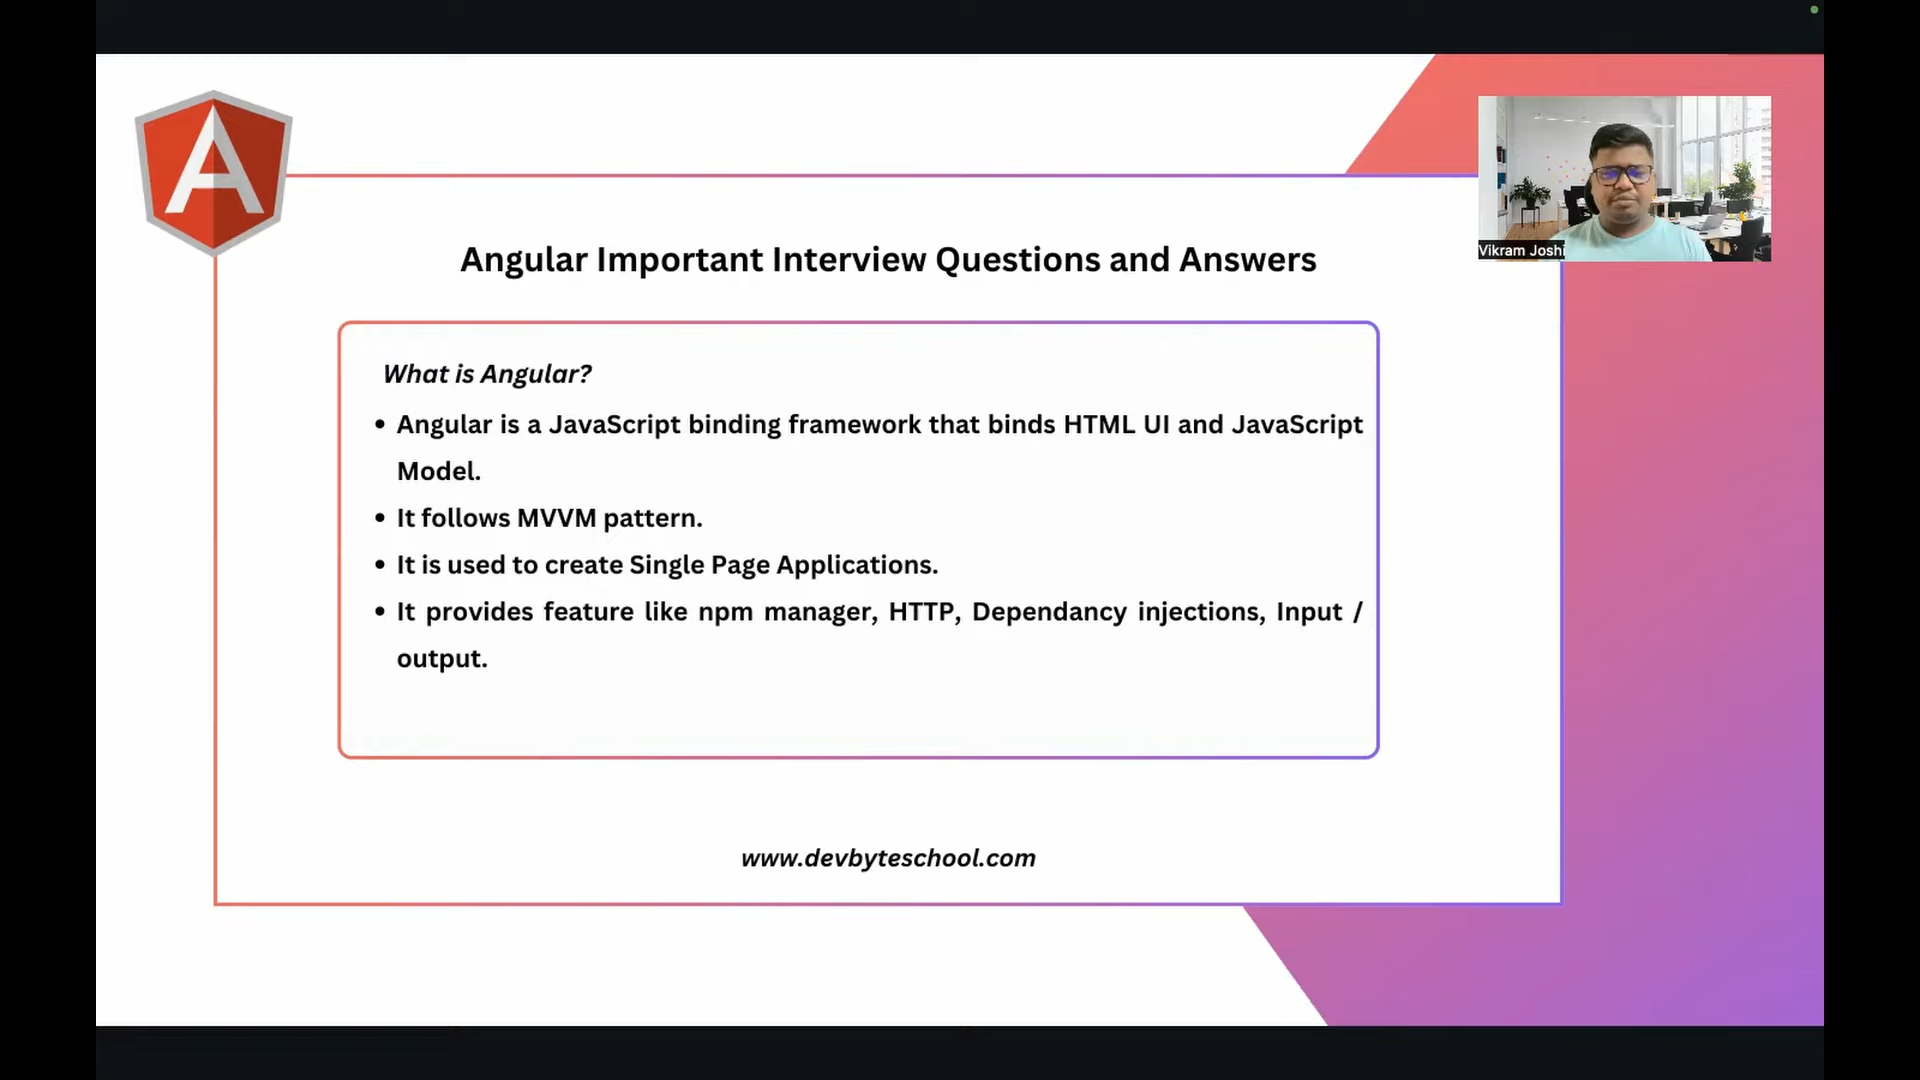 Vikram Joshi
Angular Important Interview Questions and Answers
What is Angular?
• Angular is a JavaScript binding framework that binds HTML UI and JavaScript
Model.
• It follows MVVM pattern.
• It is used to create Single Page Applications.
• It provides feature like npm manager, HTTP, Dependancy injections, Input /
output.
www.devbyteschool.com